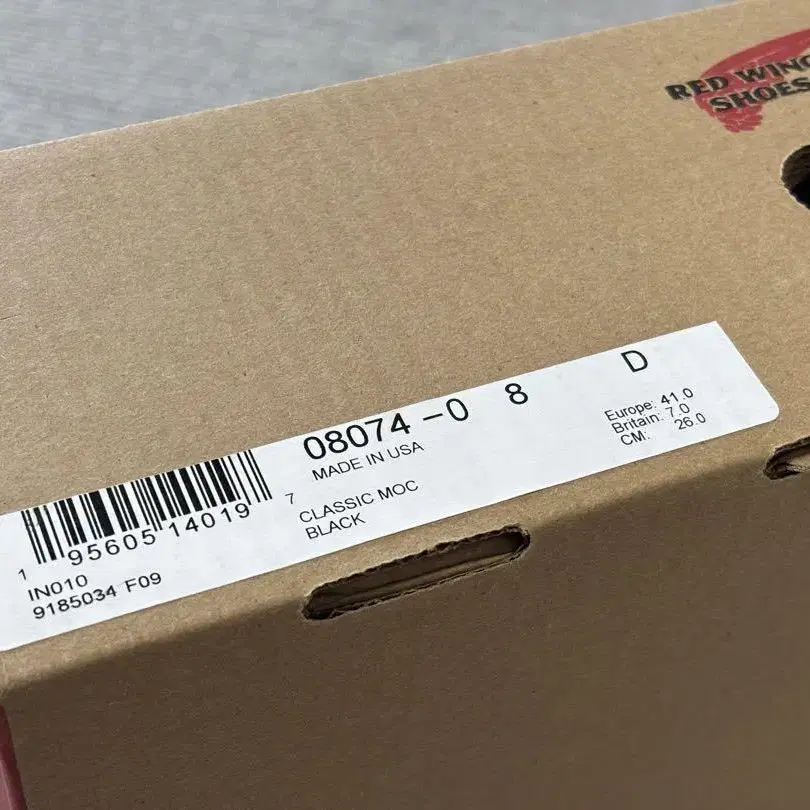 RED WING
SHOES
08074 -0 8 D
MADE IN USA
Europe: 41.0
Britain: 7.0
CM: 26.0
CLASSIC MOC
BLACK
1 95605 14019 7
IN010
9185034 F09